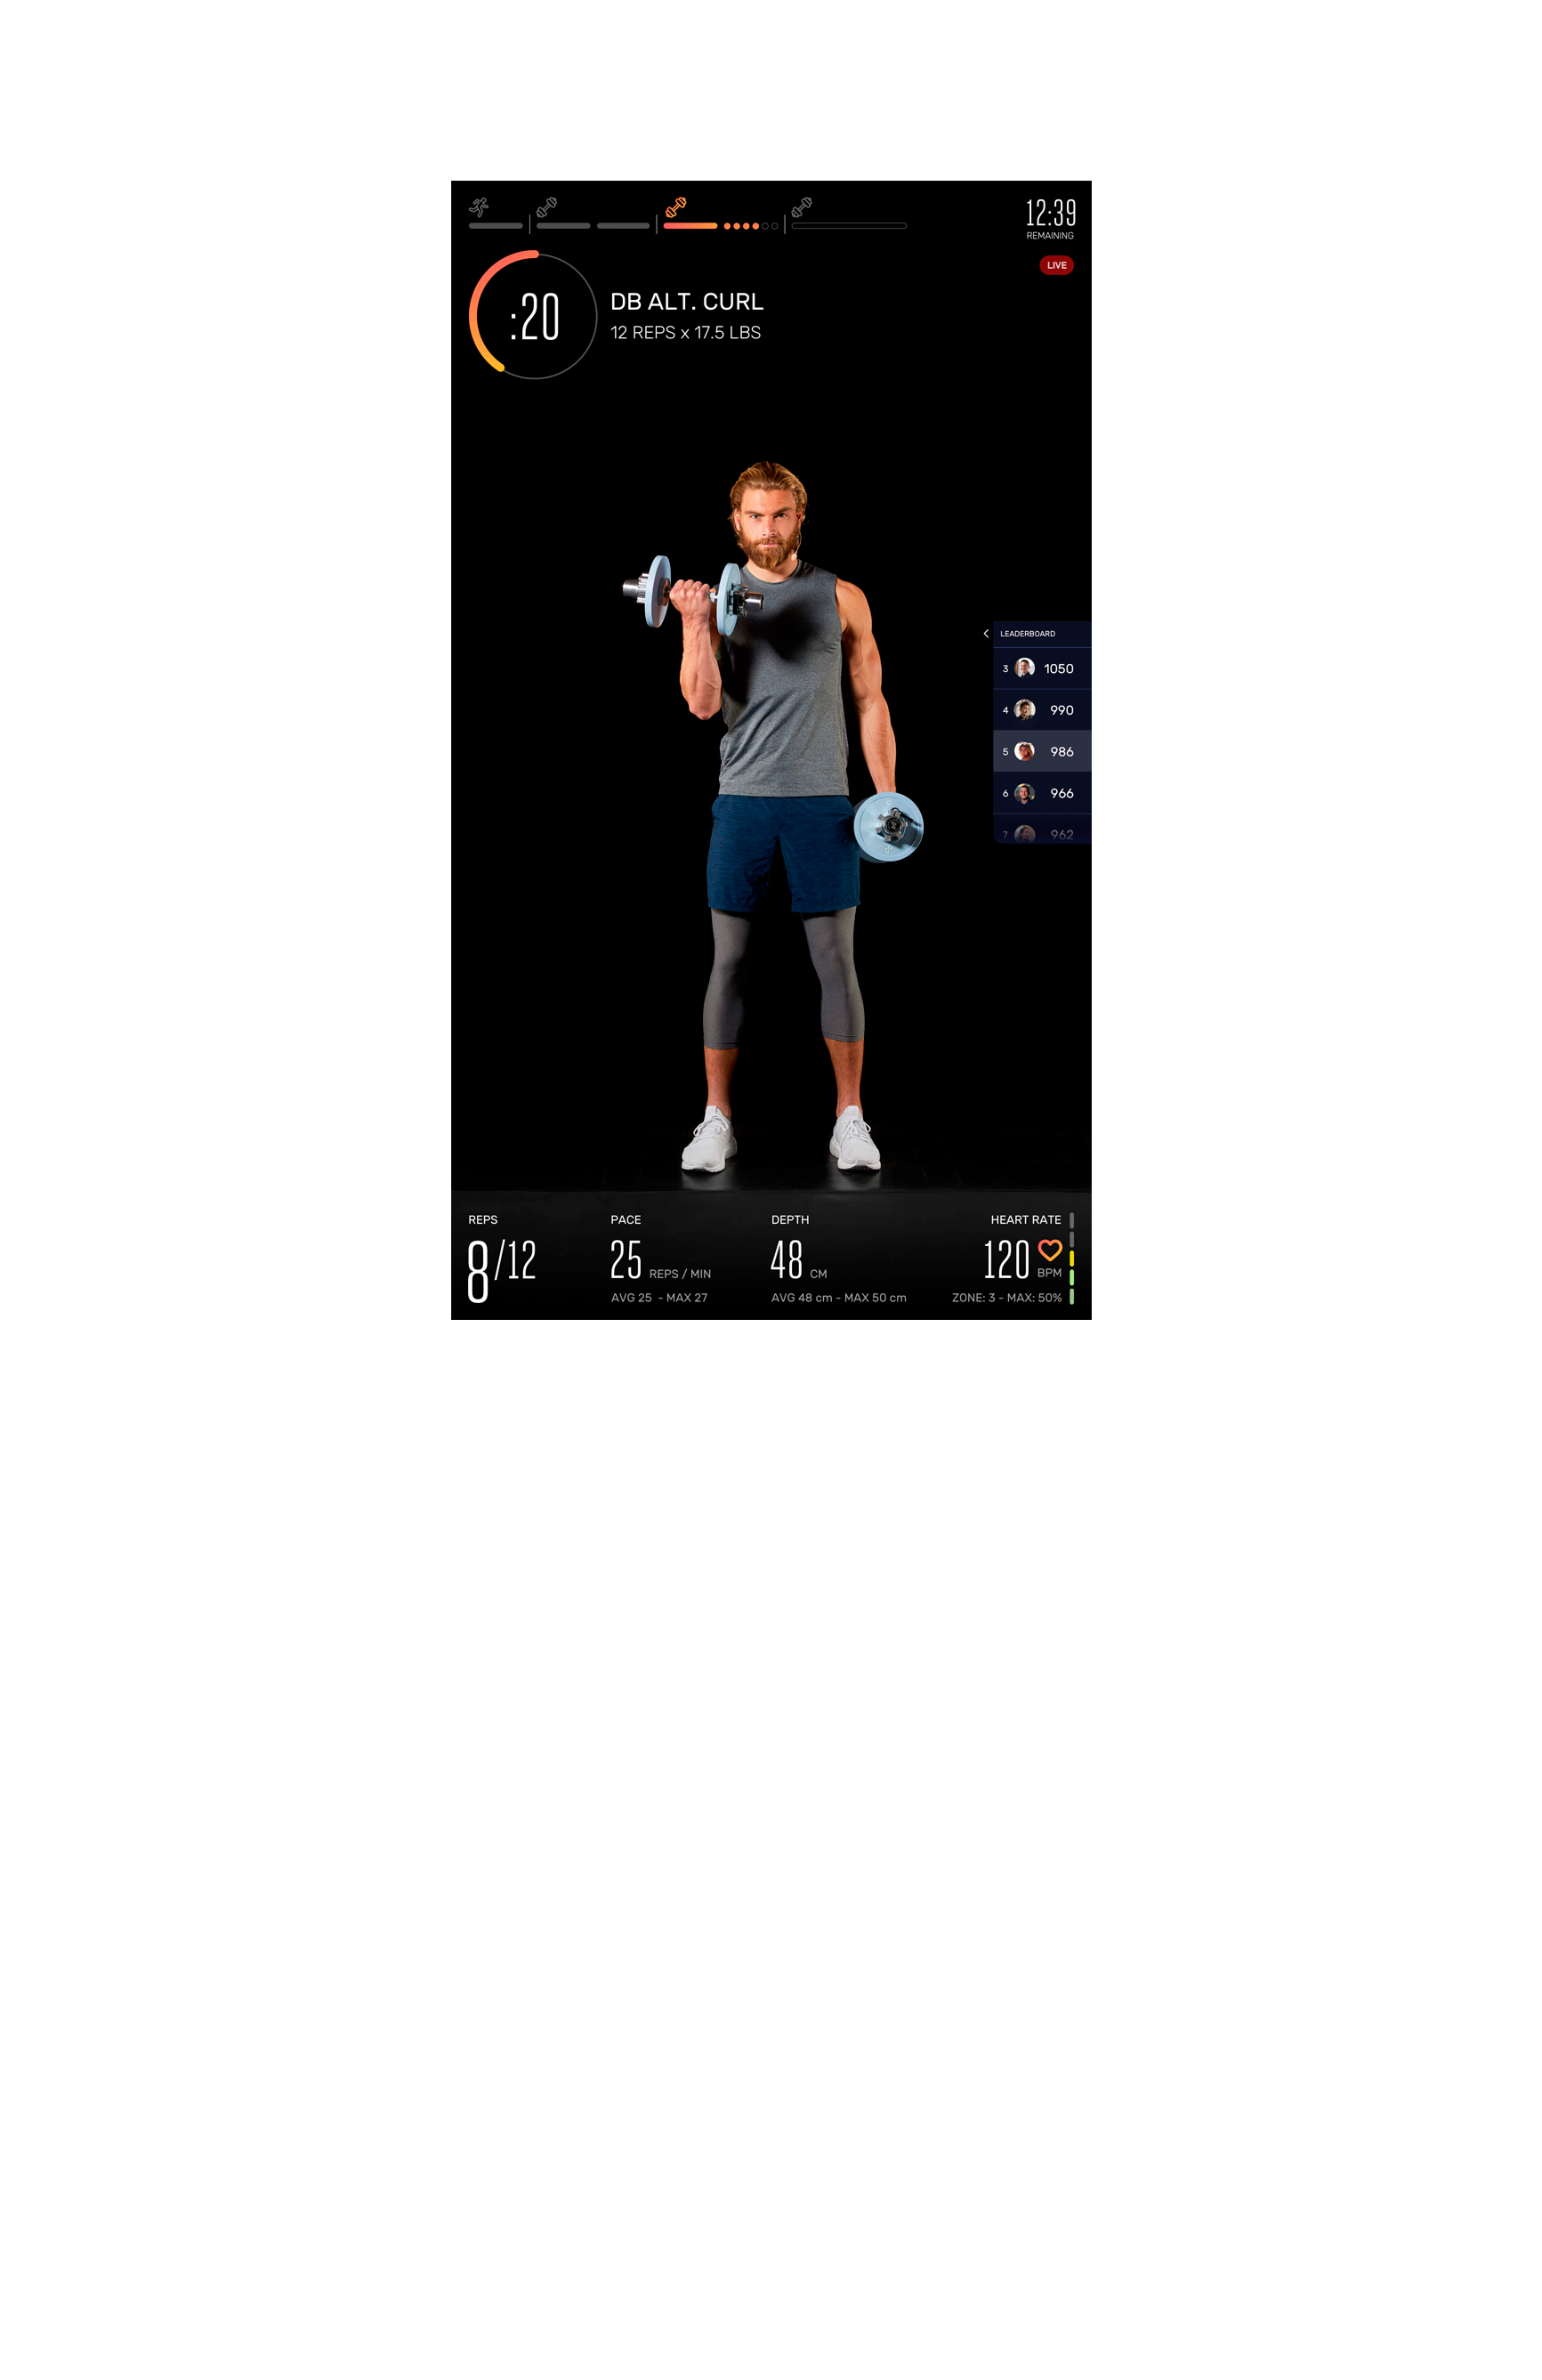 12:39
REMAINING
LIVE
:20
DB ALT. CURL
12 REPS x 17.5 LBS
LEADERBOARD
3 1050
4 990
5 986
6 966
7 962
REPS
8/12
PACE
25 REPS / MIN
AVG 25 - MAX 27
DEPTH
48 CM
AVG 48 cm - MAX 50 cm
HEART RATE
120 BPM
ZONE: 3 - MAX: 50%